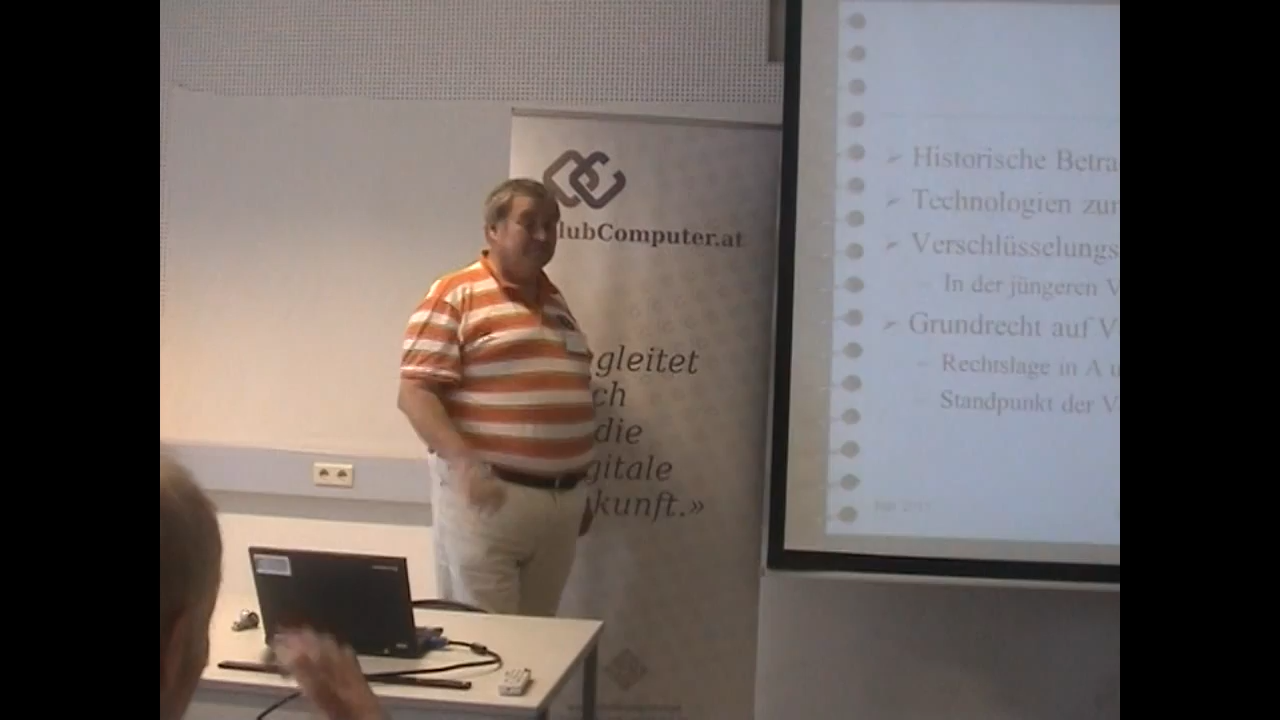 lubComputer.at
gleitet
ch
die
gitale
kunft.»
Historische Betra
Technologien zur
Verschlüsselungs
In der jüngeren V
Grundrecht auf V
Rechtslage in A u
Standpunkt der V